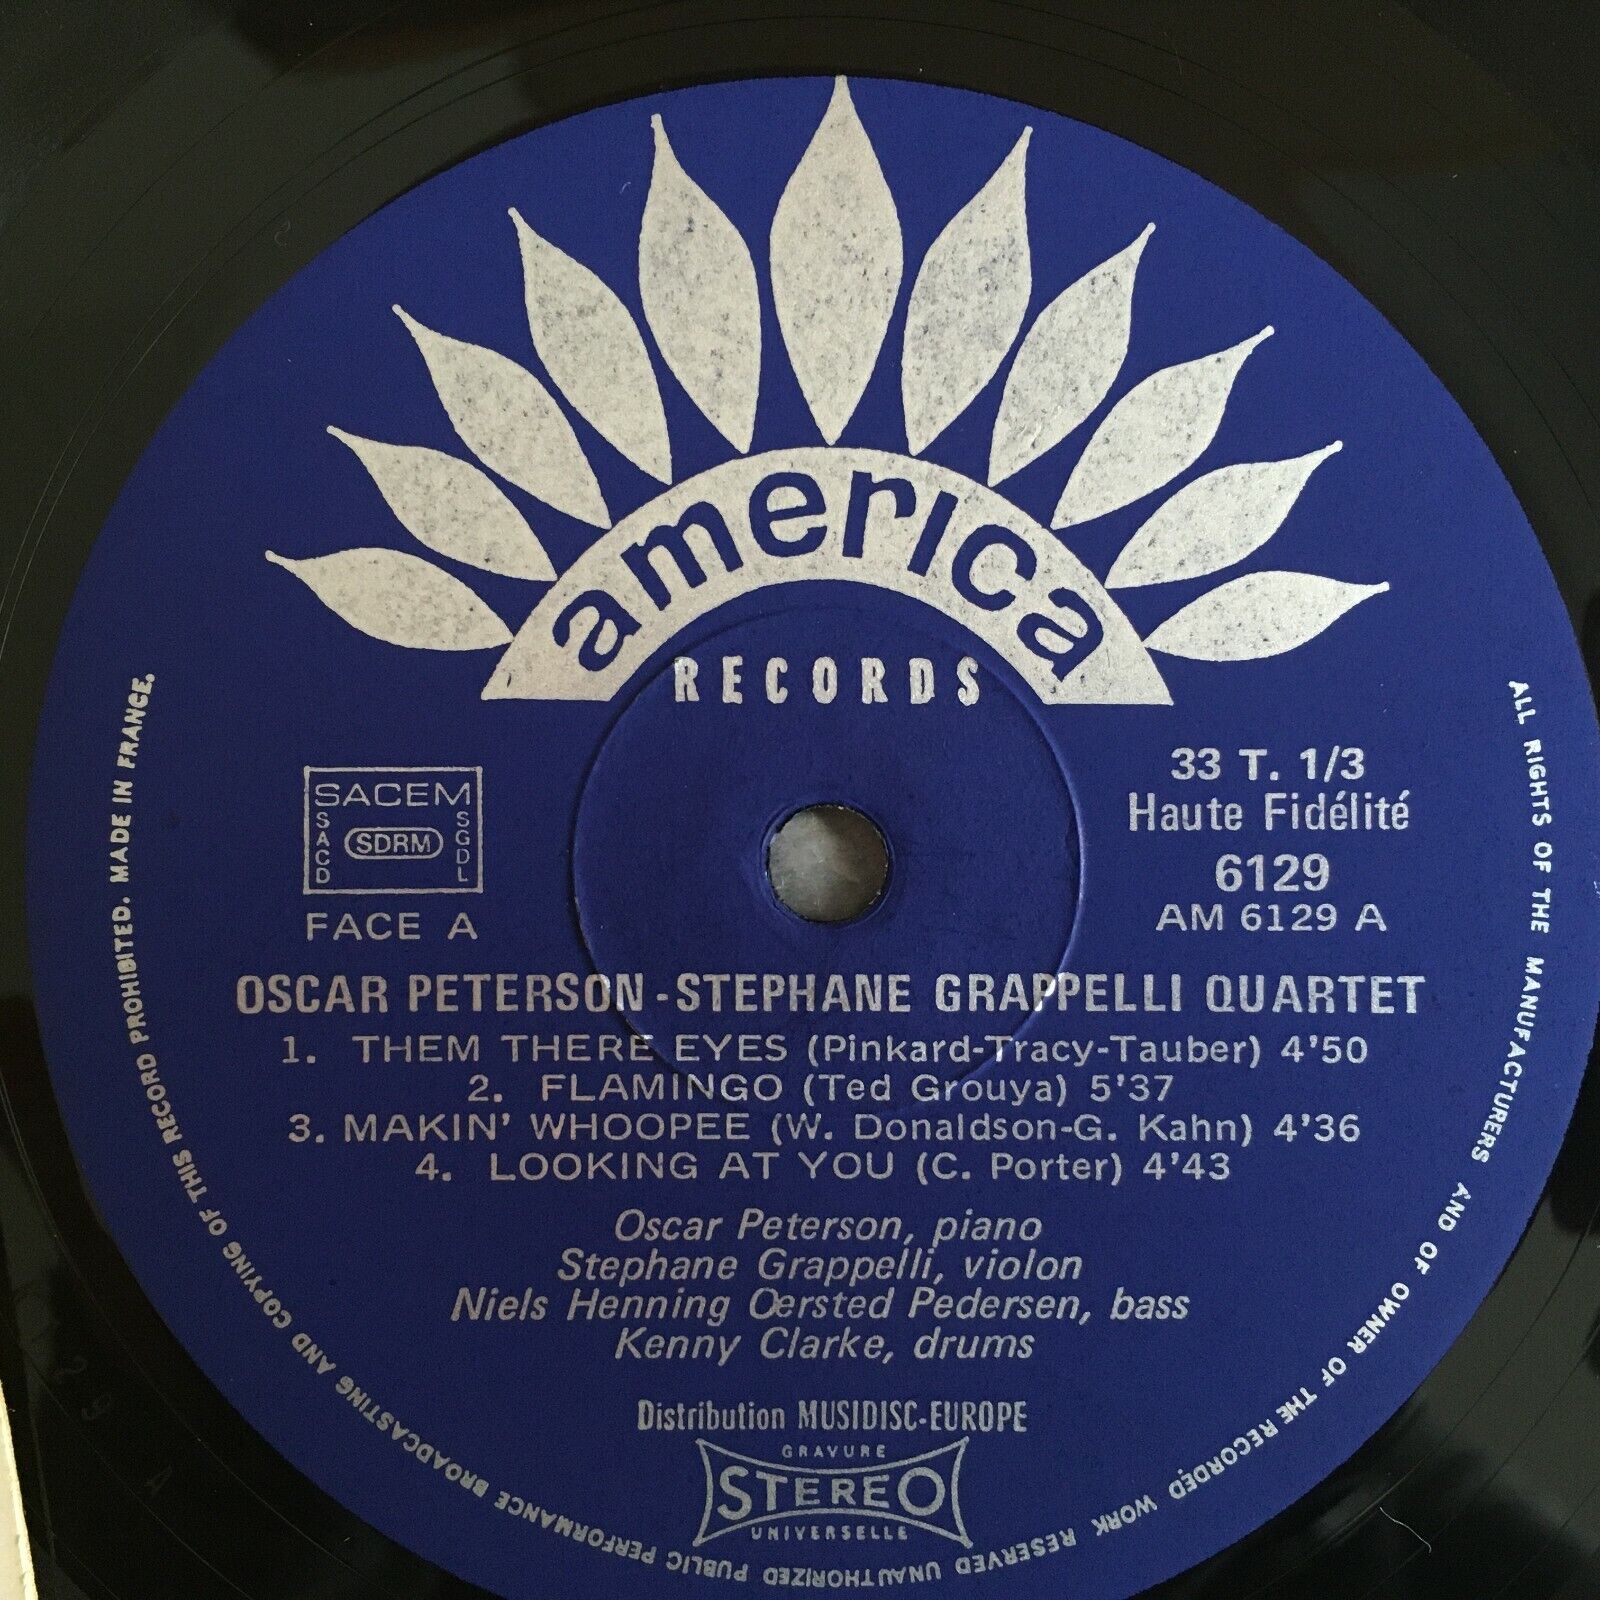 america
RECORDS
SACEM
SACD
SDRM
SGDL
FACE A
33 T. 1/3
Haute Fidélité
6129
AM 6129 A
OSCAR PETERSON - STEPHANE GRAPPELLI QUARTET
1. THEM THERE EYES (Pinkard-Tracy-Tauber) 4'50
2. FLAMINGO (Ted Grouya) 5'37
3. MAKIN' WHOOPEE (W. Donaldson-G. Kahn) 4'36
4. LOOKING AT YOU (C. Porter) 4'43
Oscar Peterson, piano
Stephane Grappelli, violon
Niels Henning Œrsted Pedersen, bass
Kenny Clarke, drums
Distribution MUSIDISC-EUROPE
GRAVURE
STEREO
UNIVERSELLE
ALL RIGHTS OF THE MANUFACTURERS AND OF OWNER OF THE RECORDED WORK RESERVED UNAUTHORIZED PUBLIC PERFORMANCE BROADCASTING AND COPYING OF THIS RECORD PROHIBITED. MADE IN FRANCE.